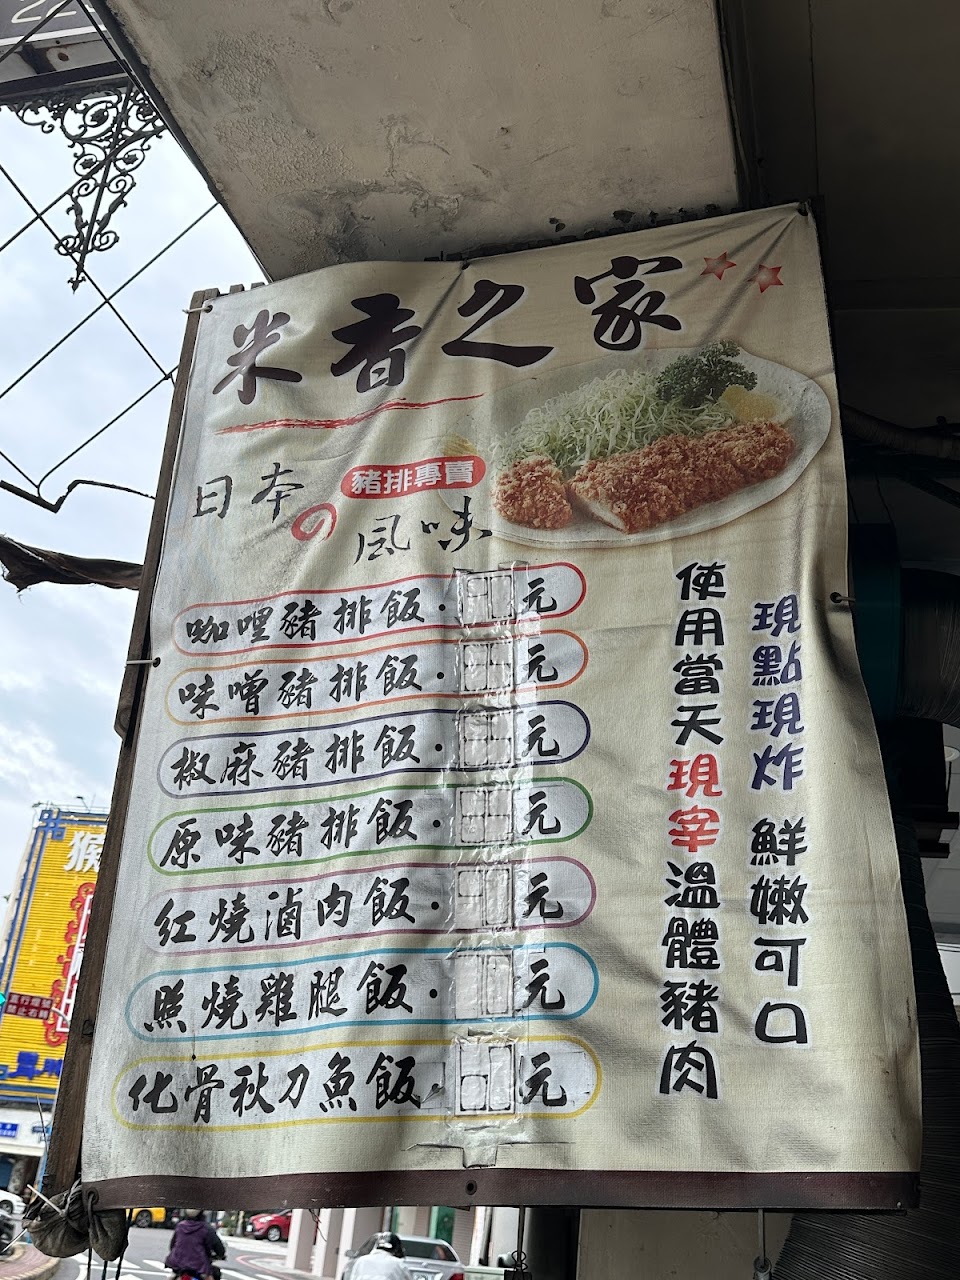 米香之家
豬排專賣
日本の風味
咖哩豬排飯．元
味噌豬排飯．元
椒麻豬排飯．元
原味豬排飯．元
紅燒滷肉飯．元
照燒雞腿飯．元
化骨秋刀魚飯．元
現點現炸 鮮嫩可口
使用當天現宰溫體豬肉